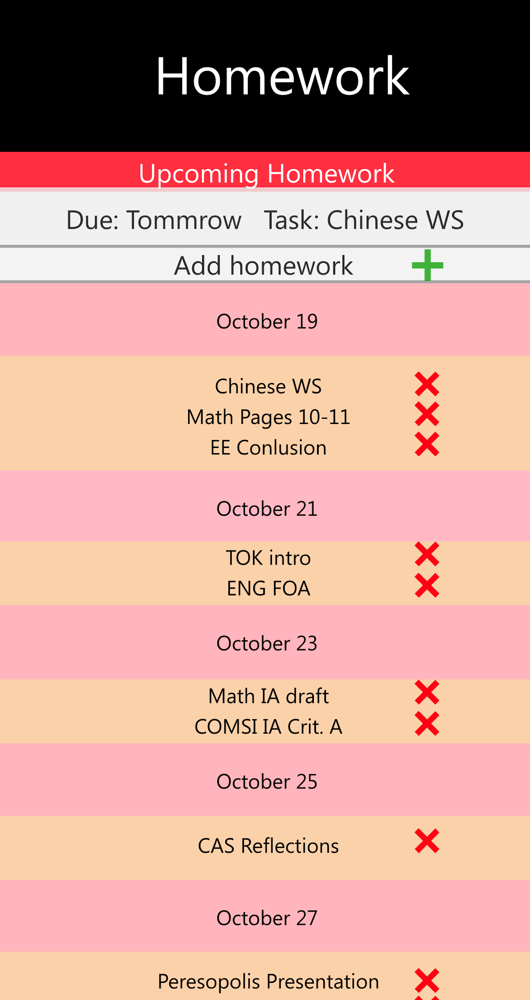 Homework
Upcoming Homework
Due: Tommrow Task: Chinese WS
Add homework
October 19
Chinese WS
Math Pages 10-11
EE Conlusion
October 21
TOK intro
ENG FOA
October 23
Math IA draft
COMSI IA Crit. A
October 25
CAS Reflections
October 27
Peresopolis Presentation